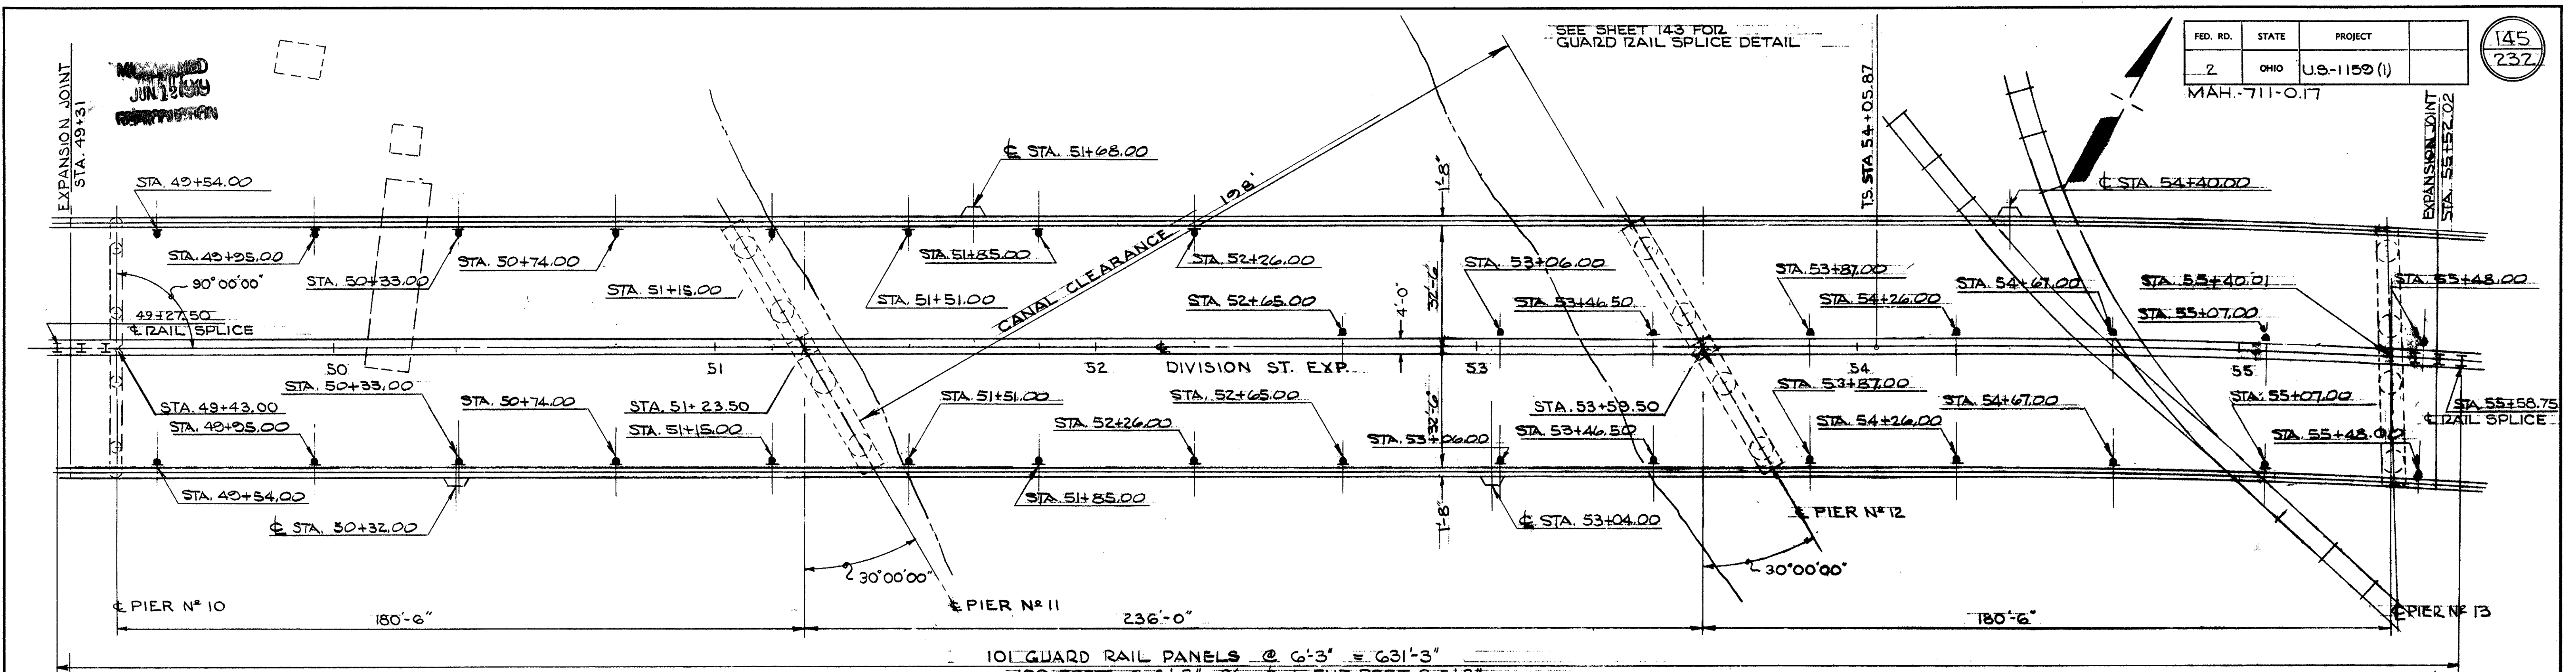 SEE SHEET 143 FOR
GUARD RAIL SPLICE DETAIL
FED. RD.
STATE
PROJECT
2
OHIO
U.S.-1159 (1)
MAH.-711-0.17
145
232
JUN 12 1979
EXPANSION JOINT
STA. 49+31
T.S. STA 54+05.87
EXPANSION JOINT
STA. 55+52.02
℄ STA. 51+68.00
℄ STA. 54+40.00
STA. 49+54.00
STA. 49+95.00
STA. 50+33.00
STA. 50+74.00
STA. 51+15.00
STA. 51+51.00
STA. 51+85.00
STA. 52+26.00
STA. 52+65.00
STA. 53+06.00
STA. 53+46.50
STA. 53+87.00
STA. 54+26.00
STA. 54+67.00
STA. 55+40.01
STA. 55+07.00
STA. 55+48.00
90°00'00"
49+27.50
℄ RAIL SPLICE
CANAL CLEARANCE 198'
1'-8"
32'-6"
4'-0"
32'-6"
1'-8"
50
51
52
DIVISION ST. EXP.
53
54
55
STA. 49+43.00
STA. 49+95.00
STA. 50+33.00
STA. 50+74.00
STA. 51+23.50
STA. 51+15.00
STA. 51+51.00
STA. 52+26.00
STA. 52+65.00
STA. 53+06.00
STA. 53+59.50
STA. 53+46.50
STA. 53+87.00
STA. 54+26.00
STA. 54+67.00
STA. 55+07.00
STA. 55+48.00
STA. 55+58.75
℄ RAIL SPLICE
STA. 49+54.00
STA. 51+85.00
℄ STA. 50+32.00
℄ STA. 53+04.00
℄ PIER Nº 12
30°00'00"
30°00'00"
℄ PIER Nº 10
℄ PIER Nº 11
℄ PIER Nº 13
180'-6"
236'-0"
180'-6"
101 GUARD RAIL PANELS @ 6'-3" = 631'-3"